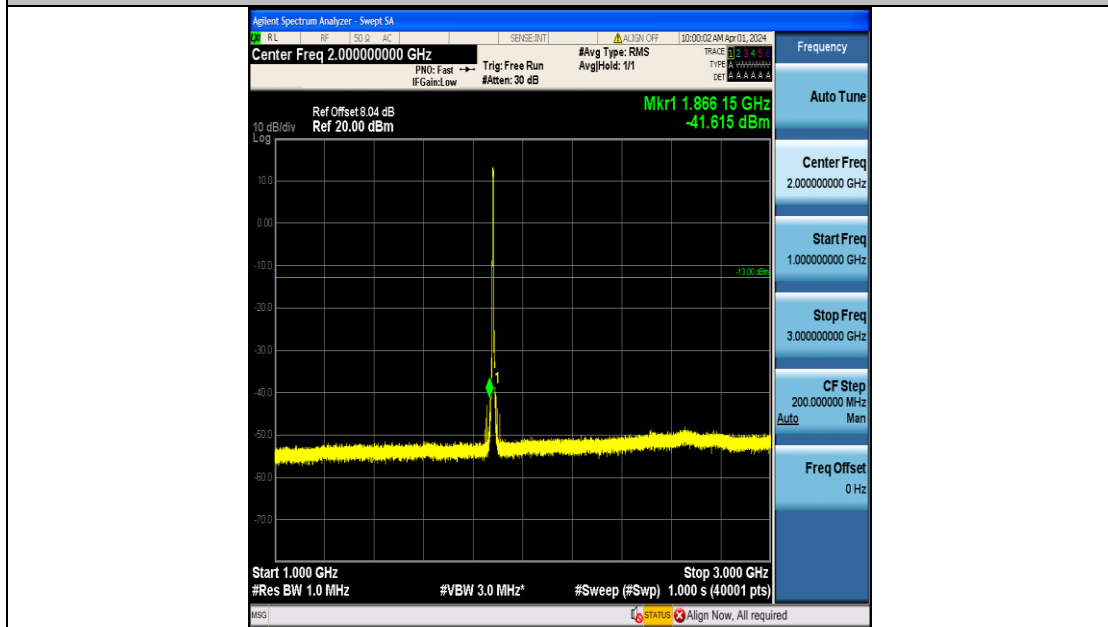 Agilent Spectrum Analyzer - Swept SA
RL RF 50 Ω AC SENSE:INT ALIGN OFF 10:00:02 AM Apr 01, 2024
Center Freq 2.000000000 GHz
PNO: Fast
IFGain:Low
Trig: Free Run
#Atten: 30 dB
#Avg Type: RMS
Avg|Hold: 1/1
TRACE 1 2 3 4 5 6
TYPE A
DET A A A A A A
Mkr1 1.866 15 GHz
-41.615 dBm
Ref Offset 8.04 dB
10 dB/div Ref 20.00 dBm
Log
10.0
0.00
-10.0
-13.00 dBm
-20.0
-30.0
1
-40.0
-50.0
-60.0
-70.0
Start 1.000 GHz Stop 3.000 GHz
#Res BW 1.0 MHz #VBW 3.0 MHz* #Sweep (#Swp) 1.000 s (40001 pts)
MSG STATUS Align Now, All required
Frequency
Auto Tune
Center Freq
2.000000000 GHz
Start Freq
1.000000000 GHz
Stop Freq
3.000000000 GHz
CF Step
200.000000 MHz
Auto Man
Freq Offset
0 Hz